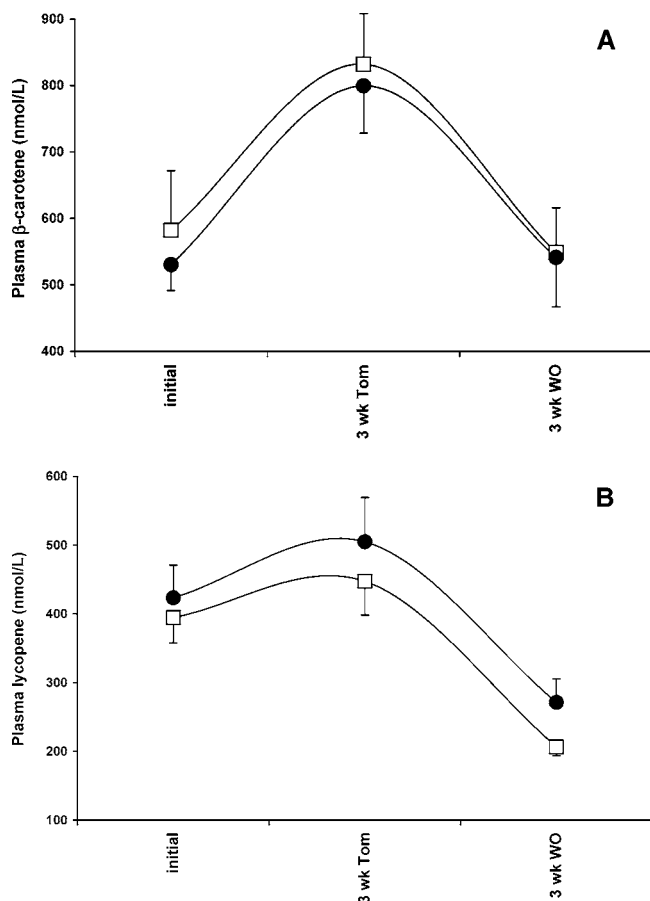 A
900
800
700
600
500
400
Plasma β-carotene (nmol/L)
initial
3 wk Tom
3 wk WO
B
600
500
400
300
200
100
Plasma lycopene (nmol/L)
initial
3 wk Tom
3 wk WO